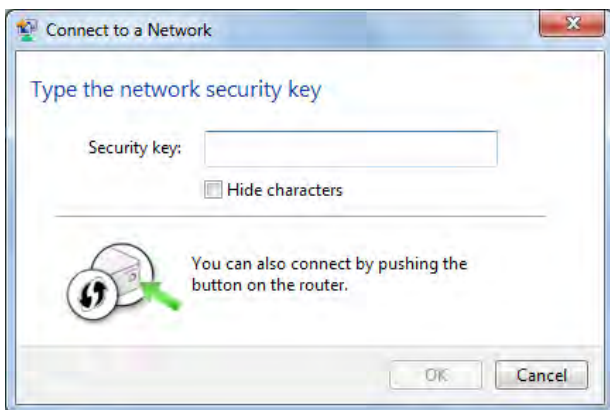 Connect to a Network
Type the network security key
Security key:
Hide characters
You can also connect by pushing the
button on the router.
OK
Cancel